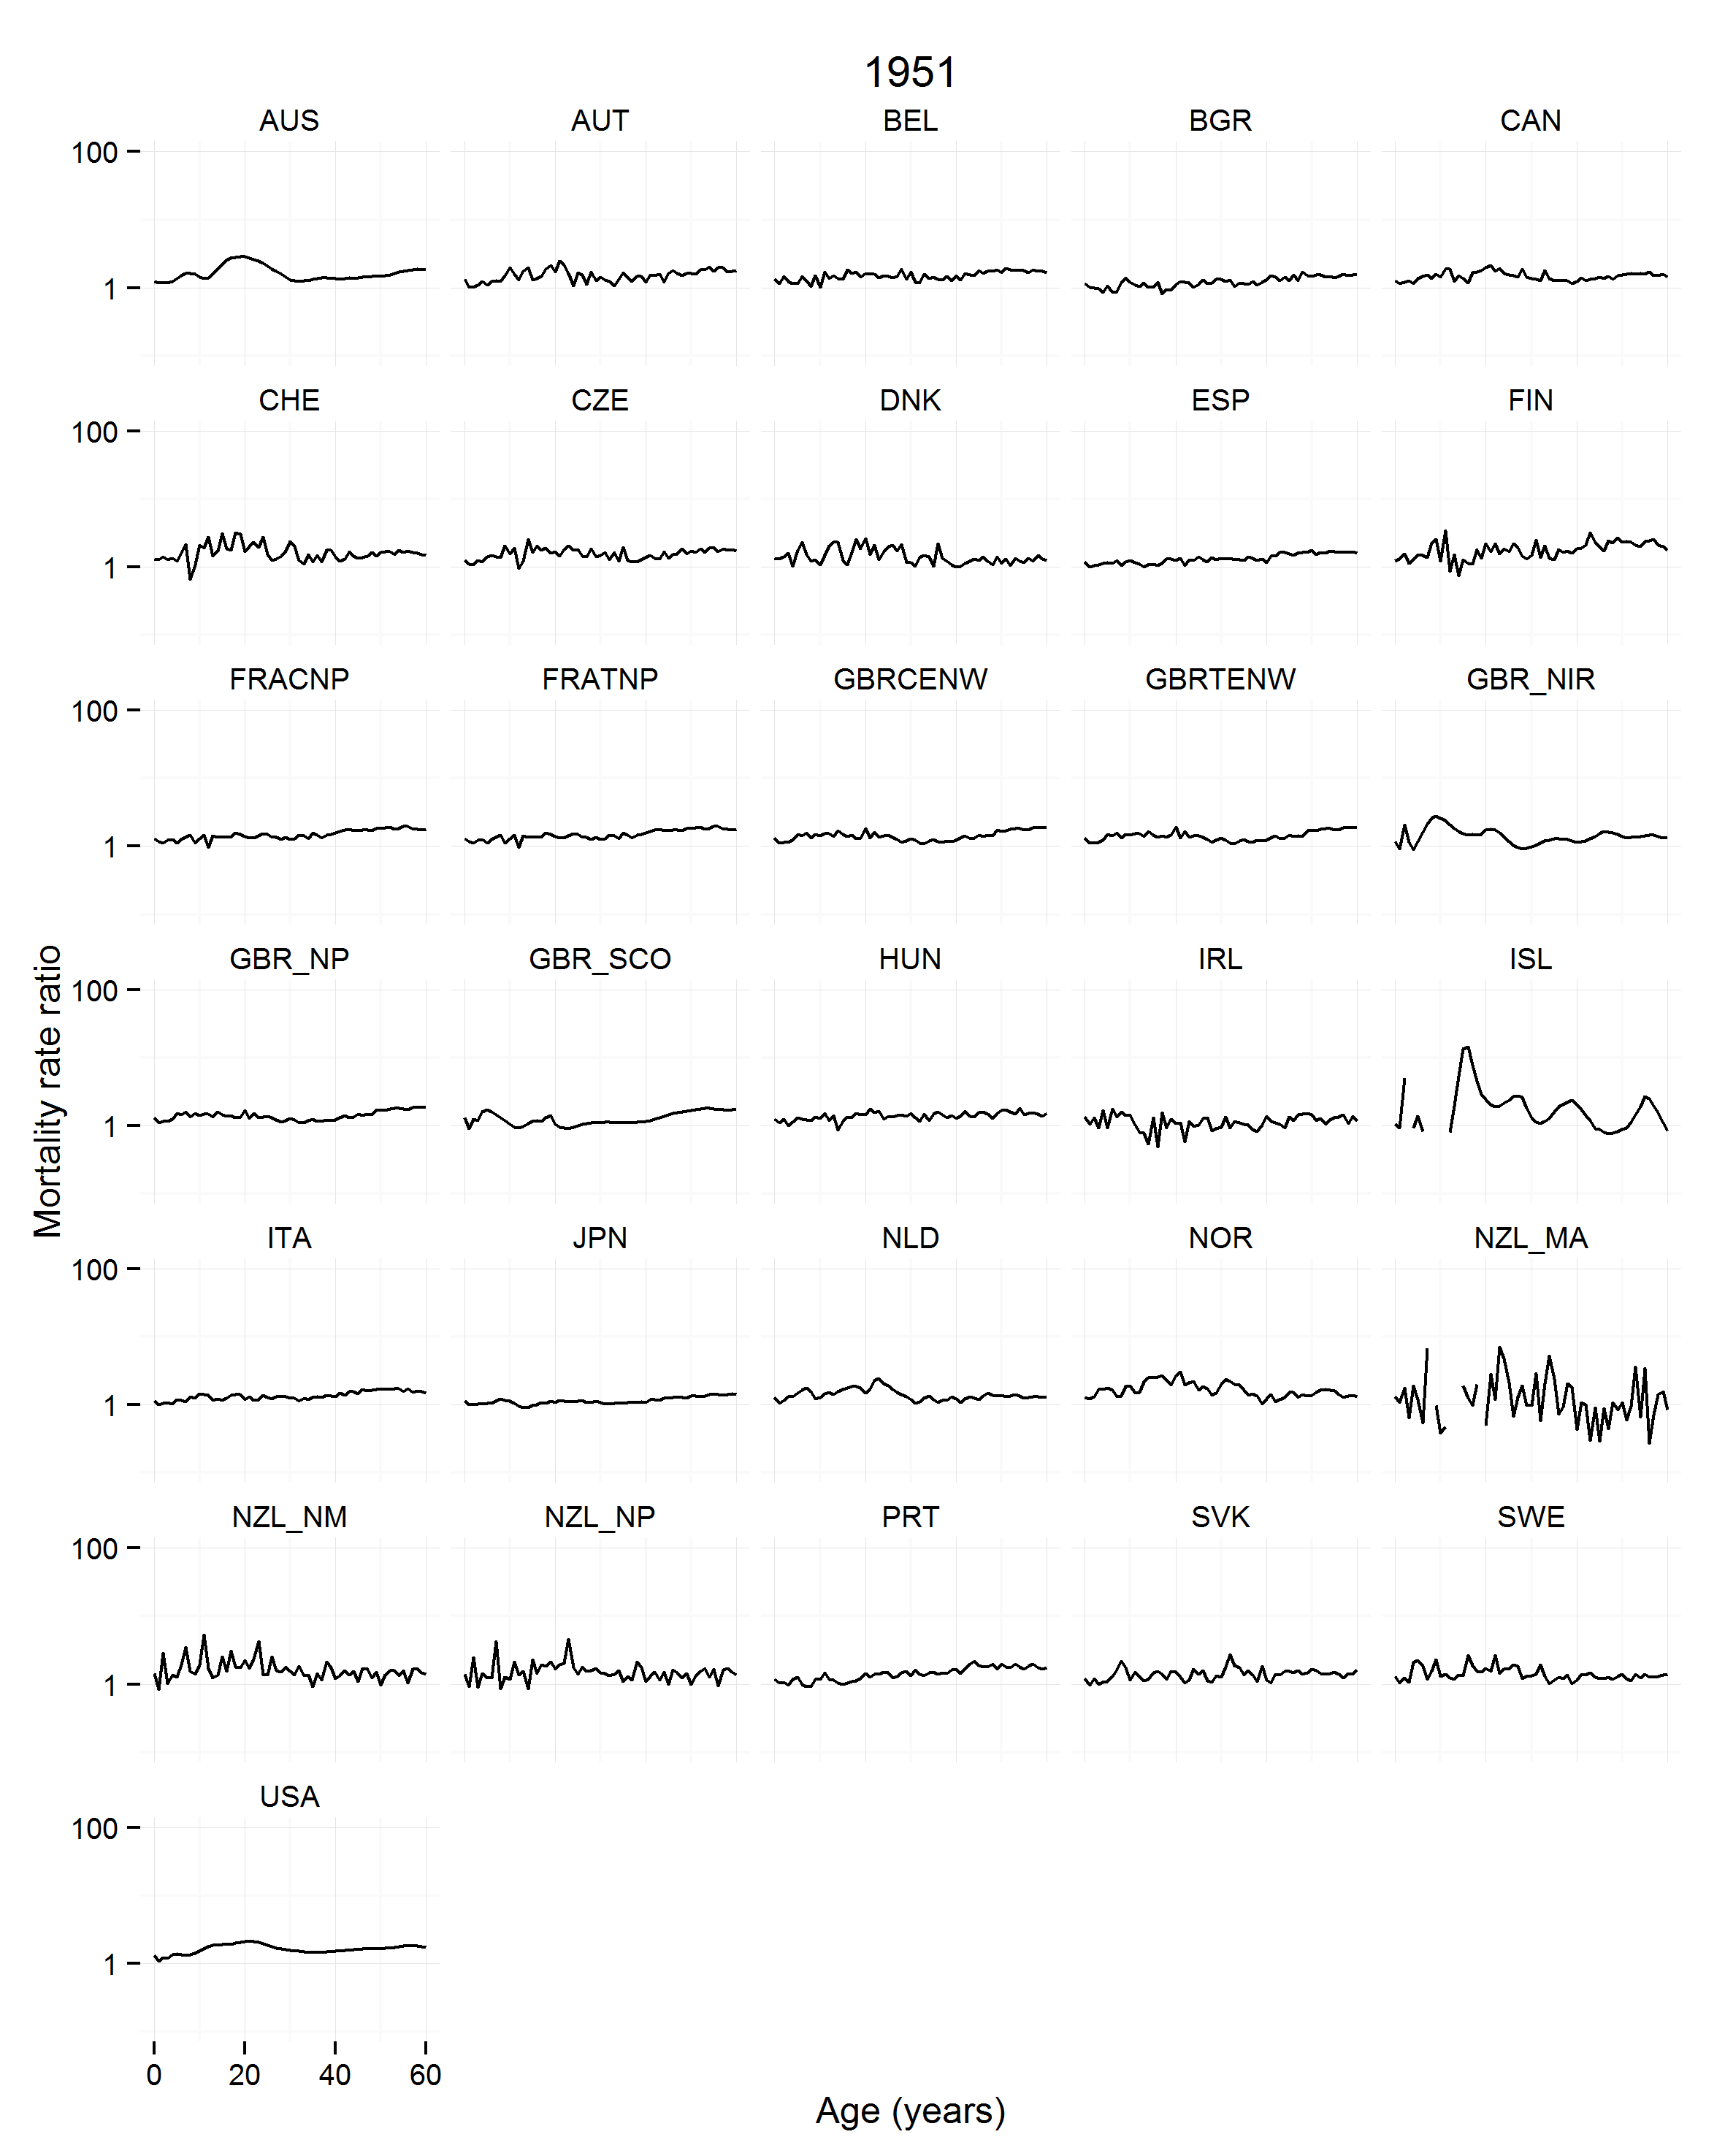 1951
AUS AUT BEL BGR CAN
100
1
CHE CZE DNK ESP FIN
100
1
FRACNP FRATNP GBRCENW GBRTENW GBR_NIR
100
1
GBR_NP GBR_SCO HUN IRL ISL
100
1
Mortality rate ratio
ITA JPN NLD NOR NZL_MA
100
1
NZL_NM NZL_NP PRT SVK SWE
100
1
USA
100
1
0 20 40 60
Age (years)